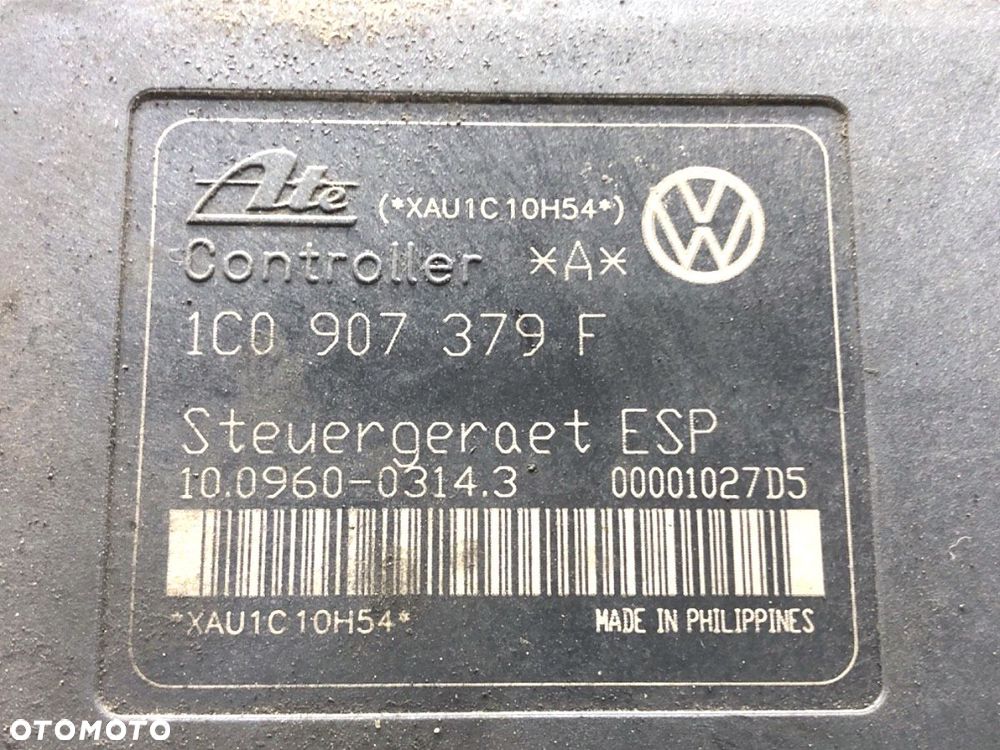 Ate (*XAU1C10H54*)
Controller *A*
1C0 907 379 F
Steuergeraet ESP
10.0960-0314.3 00001027D5
*XAU1C10H54* MADE IN PHILIPPINES
OTOMOTO